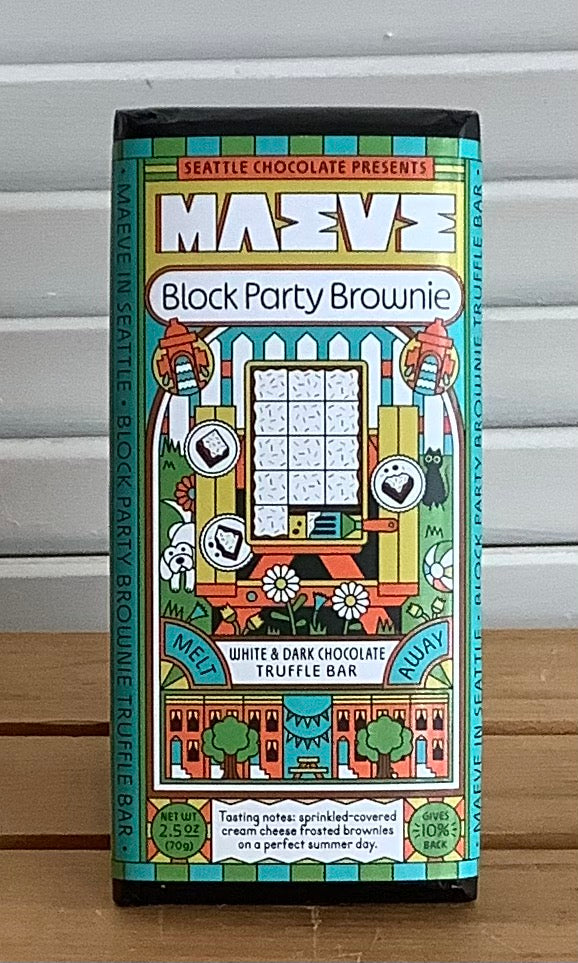 SEATTLE CHOCOLATE PRESENTS
MAEVE
Block Party Brownie
MELT
AWAY
WHITE & DARK CHOCOLATE
TRUFFLE BAR
NET WT
2.5 OZ
(70g)
Tasting notes: sprinkled-covered
cream cheese frosted brownies
on a perfect summer day.
GIVES
10%
BACK
• MAEVE IN SEATTLE • BLOCK PARTY BROWNIE TRUFFLE BAR •
• MAEVE IN SEATTLE • BLOCK PARTY BROWNIE TRUFFLE BAR •